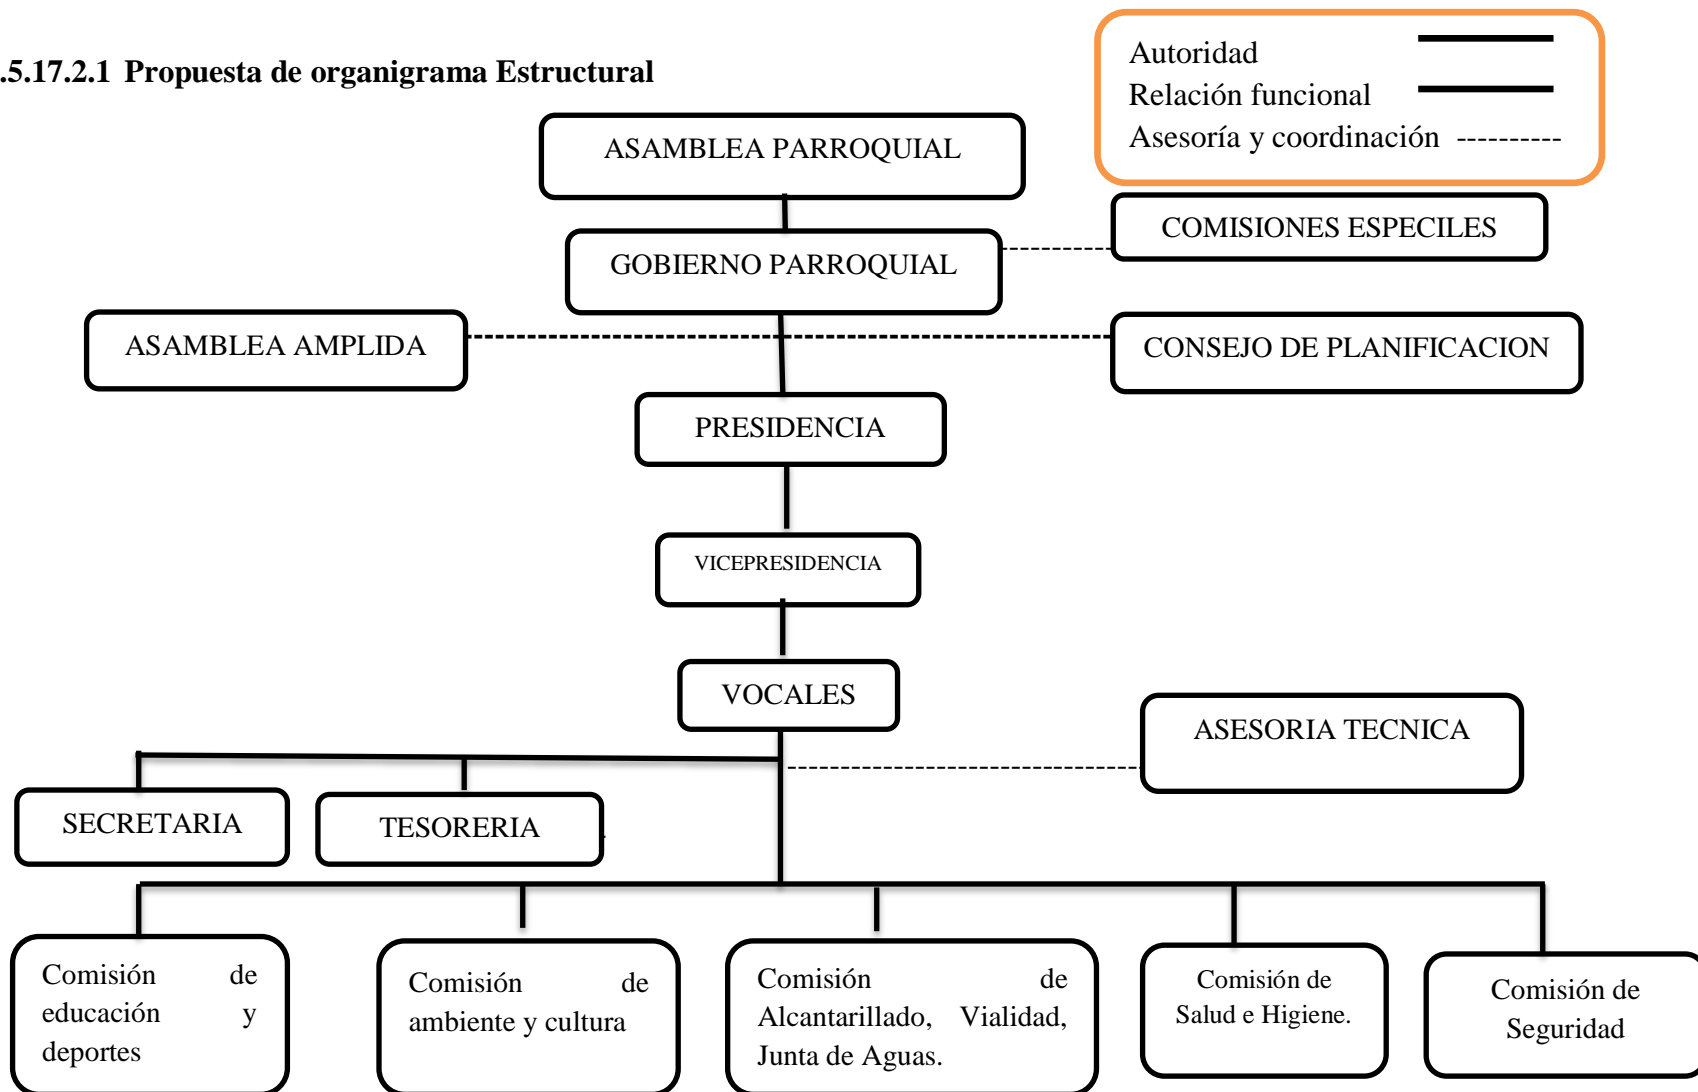 .5.17.2.1 Propuesta de organigrama Estructural
Autoridad
Relación funcional
Asesoría y coordinación
ASAMBLEA PARROQUIAL
COMISIONES ESPECILES
GOBIERNO PARROQUIAL
ASAMBLEA AMPLIDA
CONSEJO DE PLANIFICACION
PRESIDENCIA
VICEPRESIDENCIA
VOCALES
ASESORIA TECNICA
SECRETARIA
TESORERIA
Comisión de
educación y
deportes
Comisión de
ambiente y cultura
Comisión de
Alcantarillado, Vialidad,
Junta de Aguas.
Comisión de
Salud e Higiene.
Comisión de
Seguridad